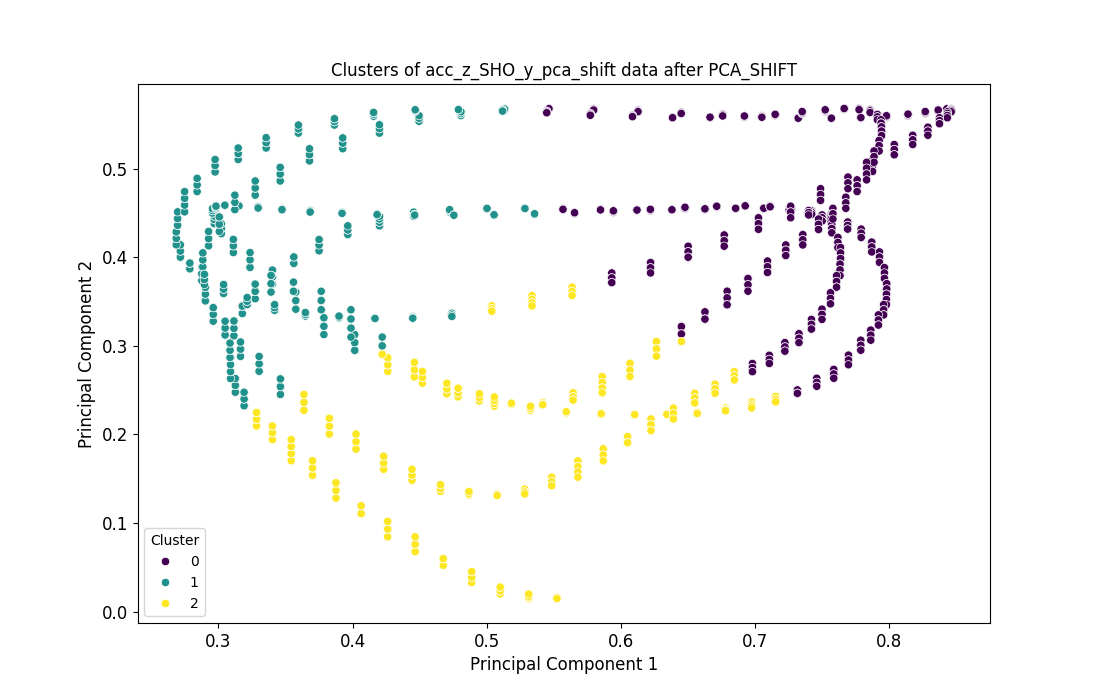 Clusters of acc_z_SHO_y_pca_shift data after PCA_SHIFT
Principal Component 2
0.5
0.4
0.3
0.2
0.1
0.0
Cluster
0
1
2
0.3 0.4 0.5 0.6 0.7 0.8
Principal Component 1